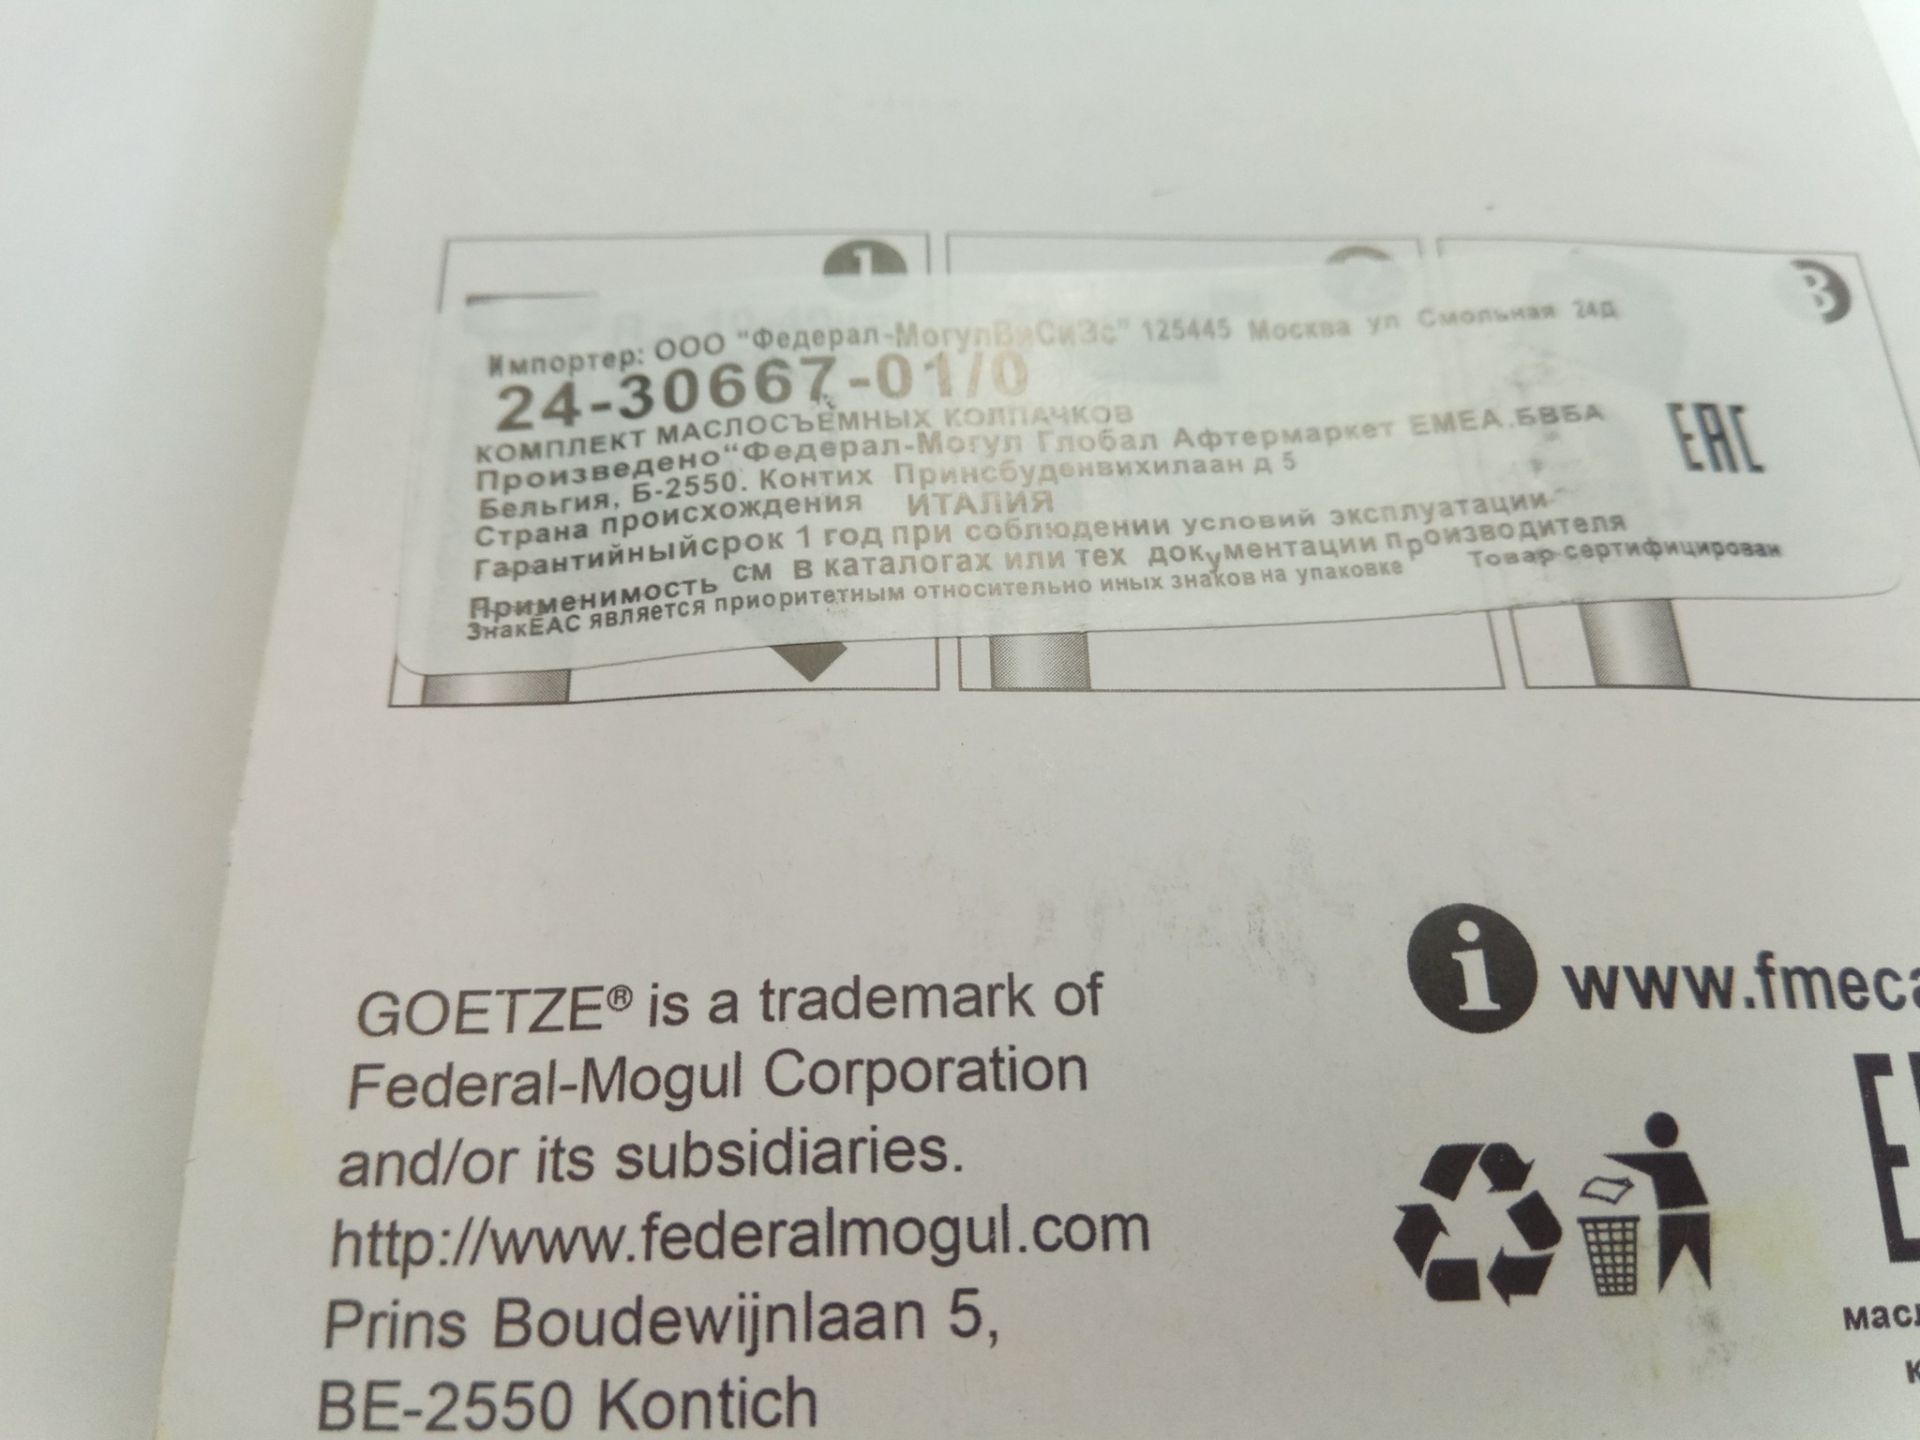 1
Импортер: ООО "Федерал-МогулВиСиЗс" 125445 Москва ул Смольная 24д
24-30667-01/0
КОМПЛЕКТ МАСЛОСЪЁМНЫХ КОЛПАЧКОВ
Произведено "Федерал-Могул Глобал Афтермаркет ЕМЕА.БВБА
Бельгия, Б-2550. Контих Принсбуденвихилаан д 5
Страна происхождения ИТАЛИЯ
Гарантийныйсрок 1 год при соблюдении условий эксплуатации
Применимость см в каталогах или тех документации производителя
ЗнакЕАС является приоритетным относительно иных знаков на упаковке Товар сертифицирован
EAC
GOETZE® is a trademark of
Federal-Mogul Corporation
and/or its subsidiaries.
http://www.federalmogul.com
Prins Boudewijnlaan 5,
BE-2550 Kontich
i www.fmeca
E
масл
к